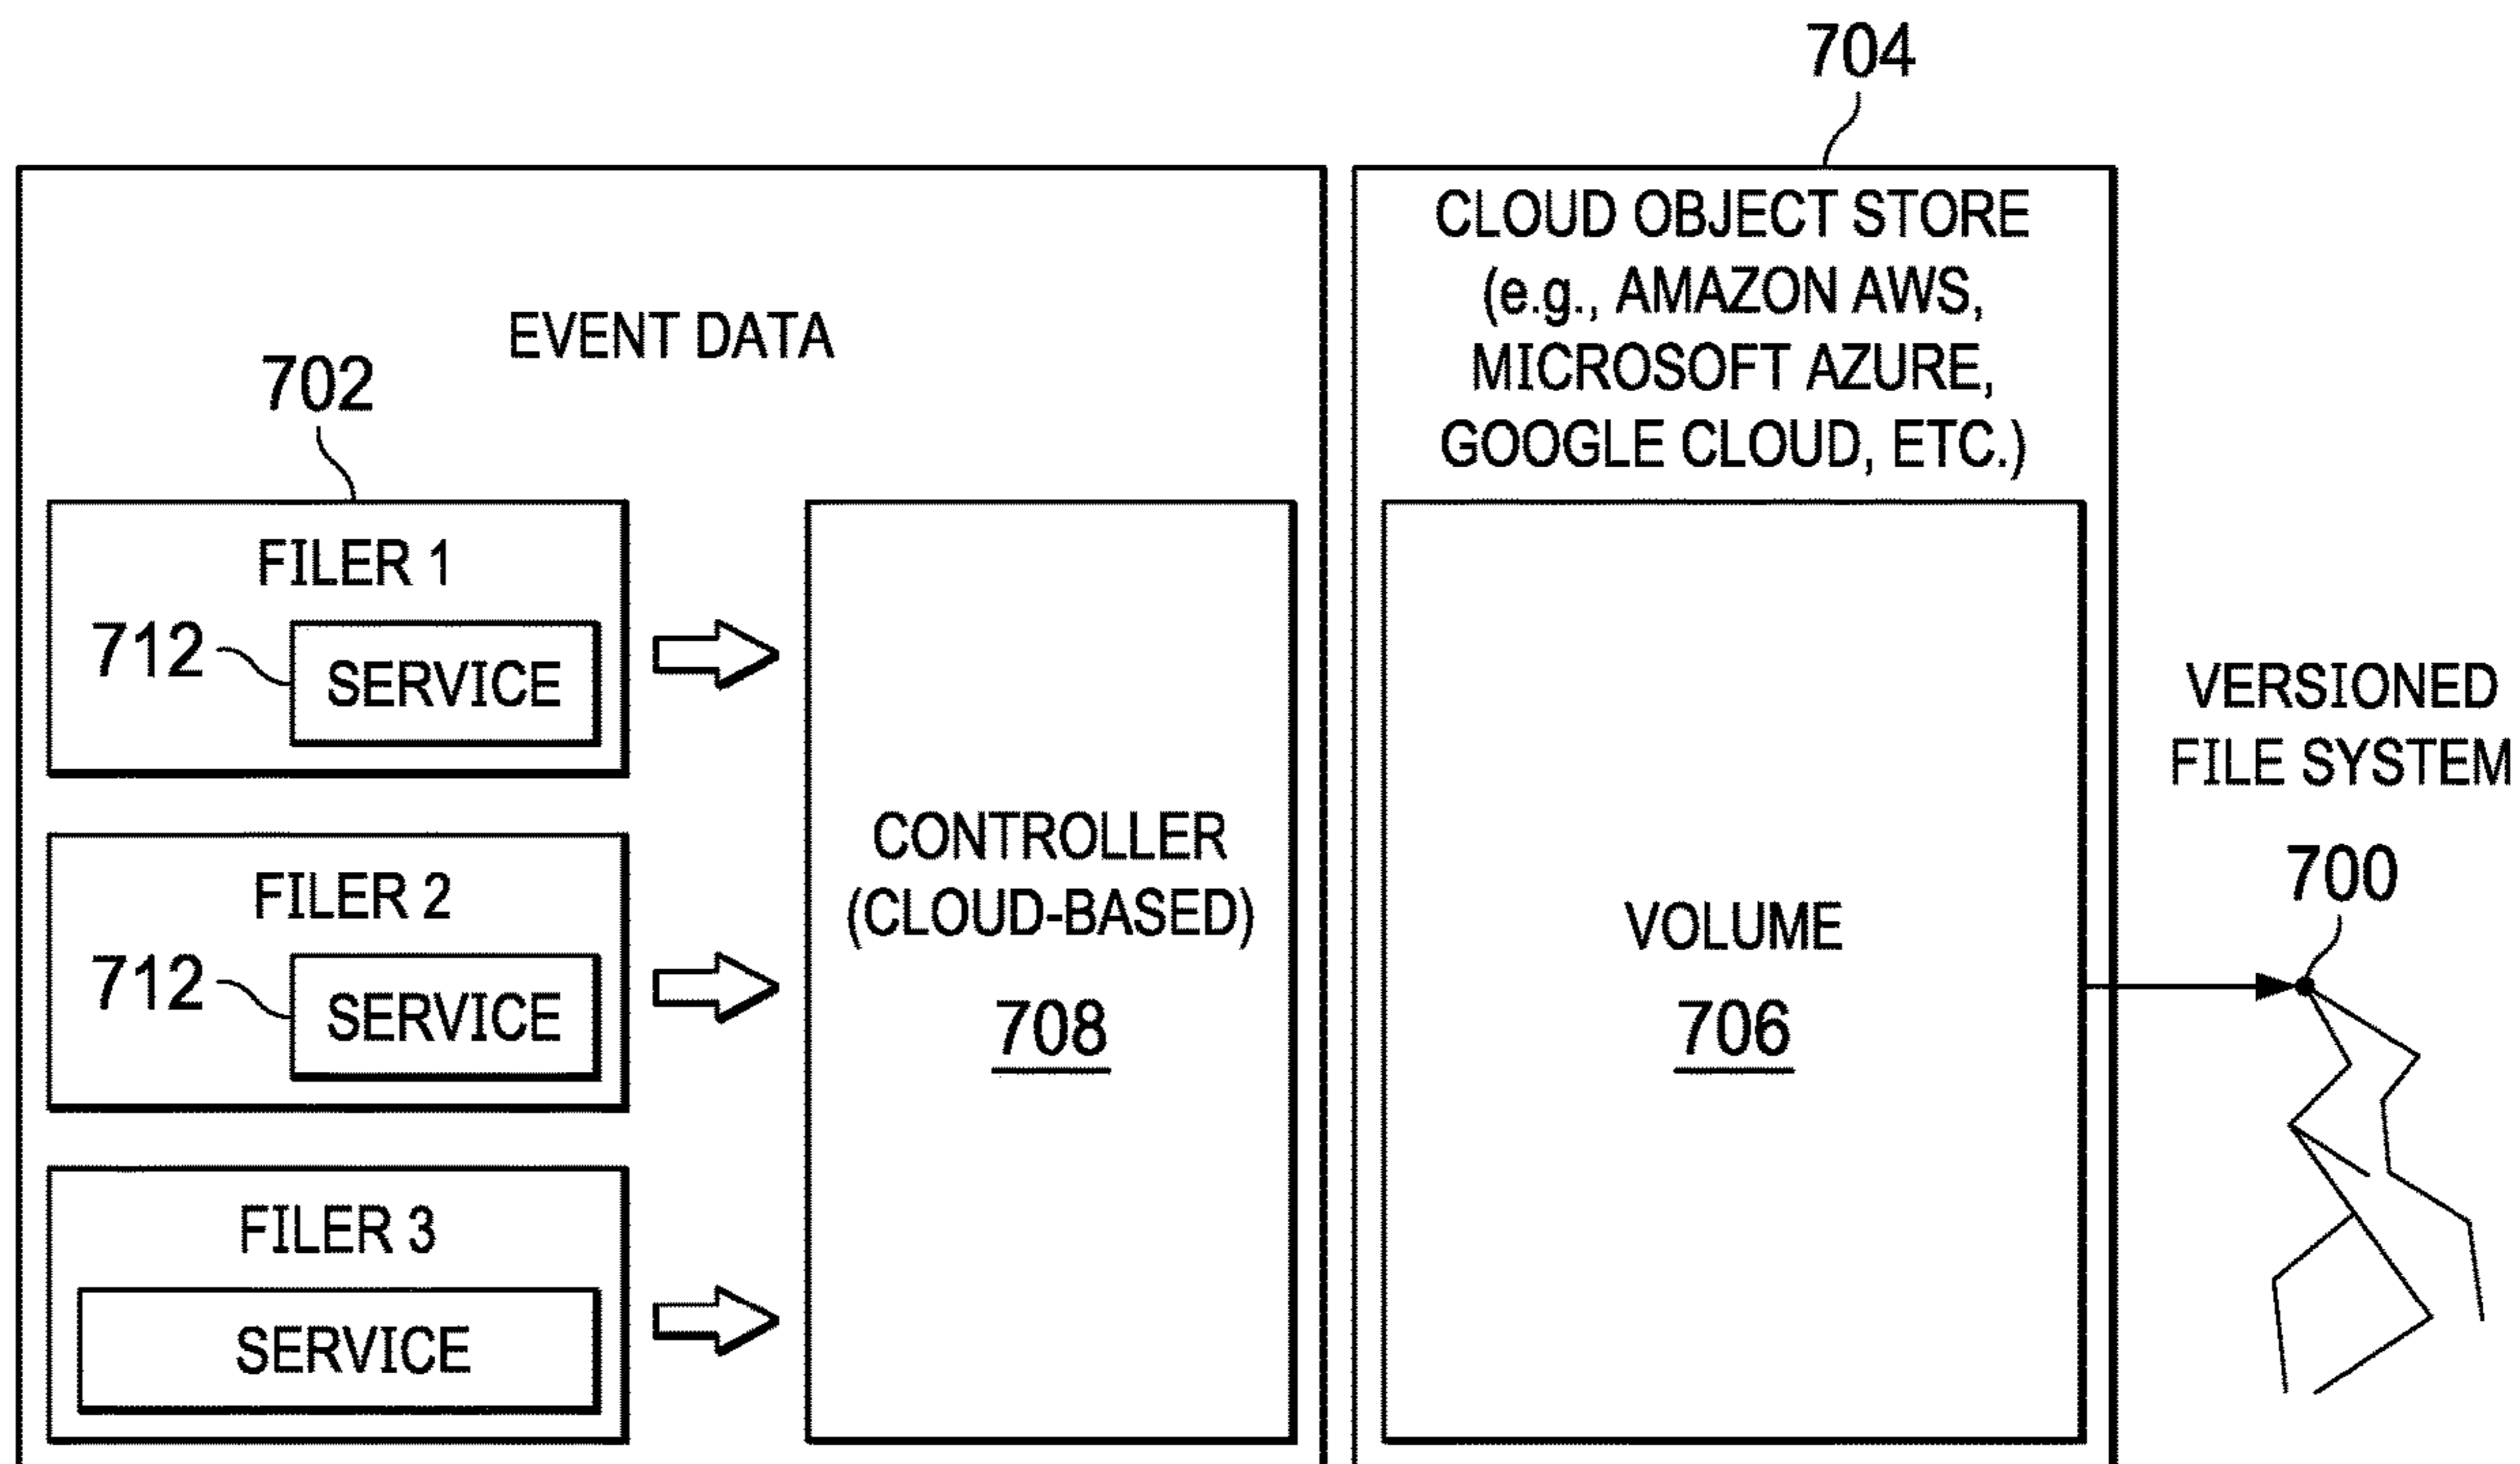 704
CLOUD OBJECT STORE
(e.g., AMAZON AWS,
MICROSOFT AZURE,
GOOGLE CLOUD, ETC.)
EVENT DATA
702
FILER 1
712
SERVICE
FILER 2
712
SERVICE
FILER 3
SERVICE
CONTROLLER
(CLOUD-BASED)
708
VOLUME
706
VERSIONED
FILE SYSTEM
700